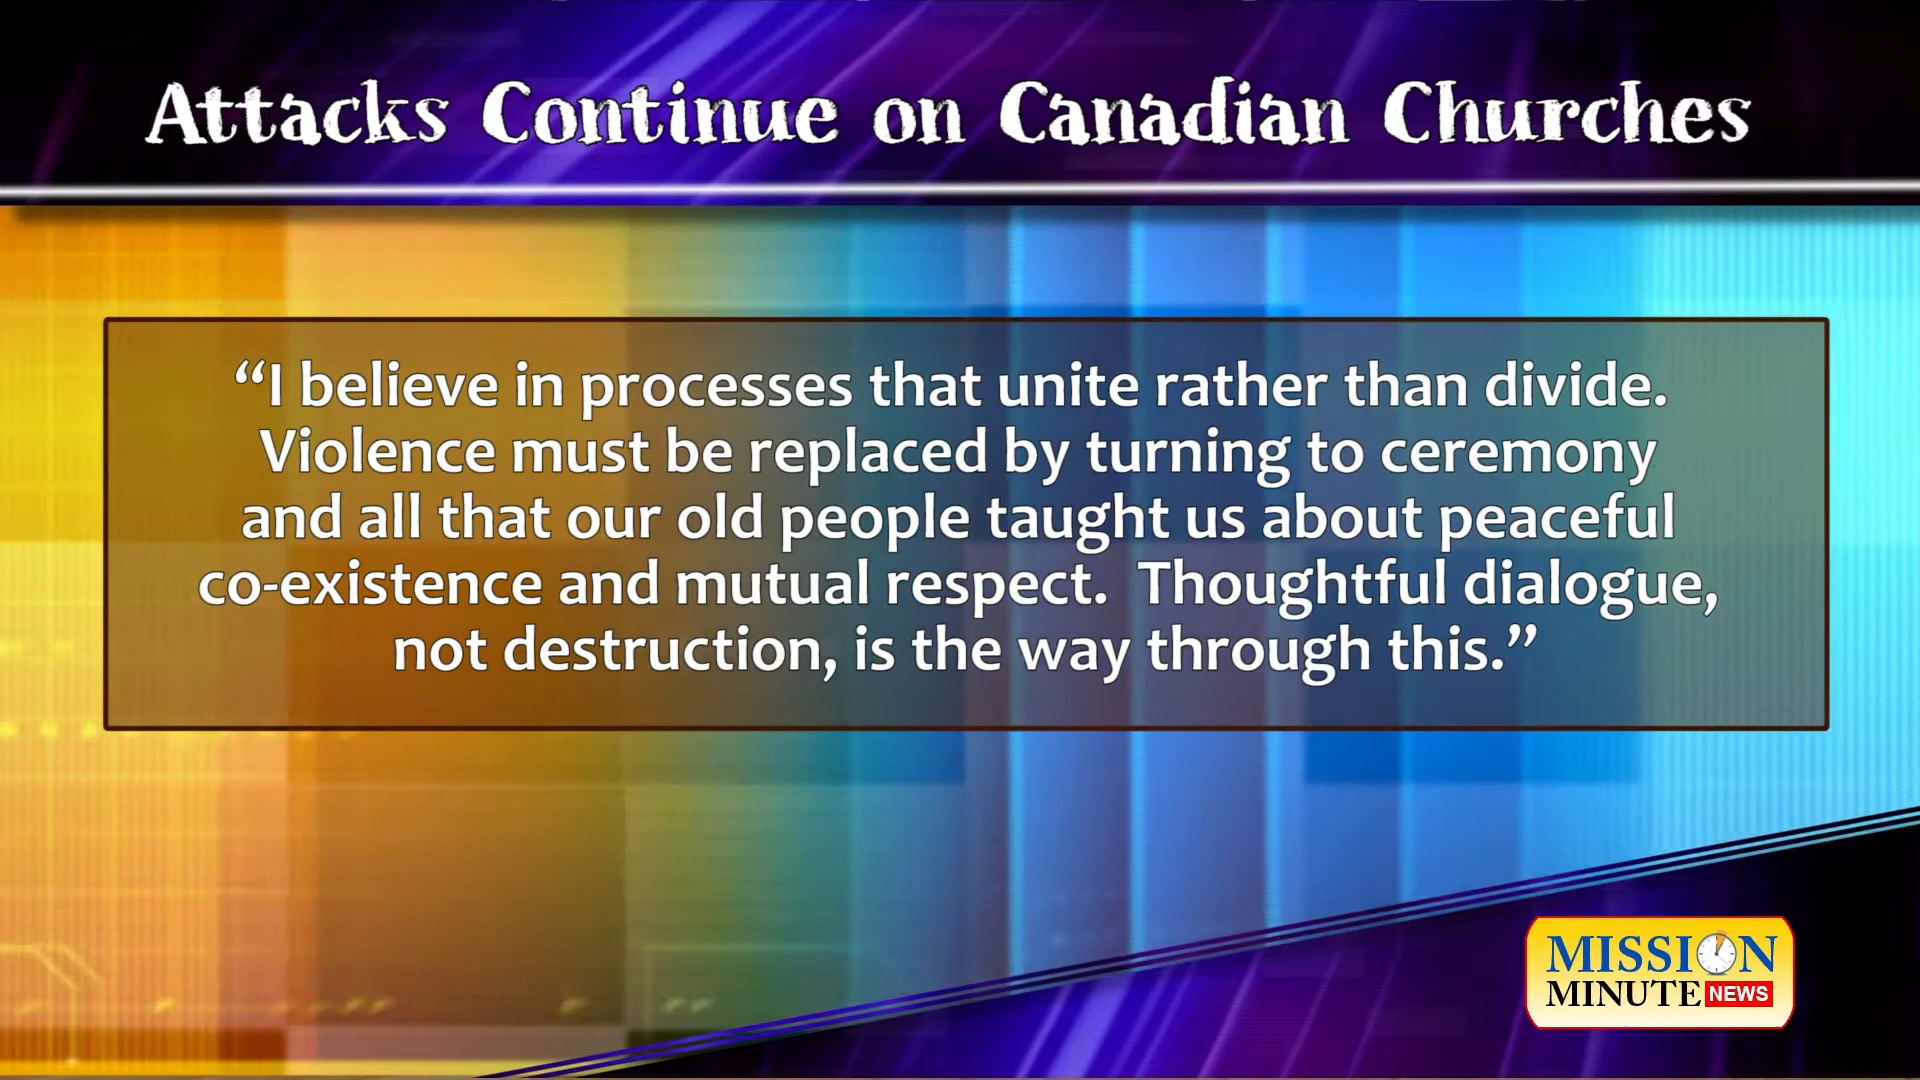 Attacks Continue on Canadian Churches
“I believe in processes that unite rather than divide.
Violence must be replaced by turning to ceremony
and all that our old people taught us about peaceful
co-existence and mutual respect.  Thoughtful dialogue,
not destruction, is the way through this.”
MISSION
MINUTE NEWS